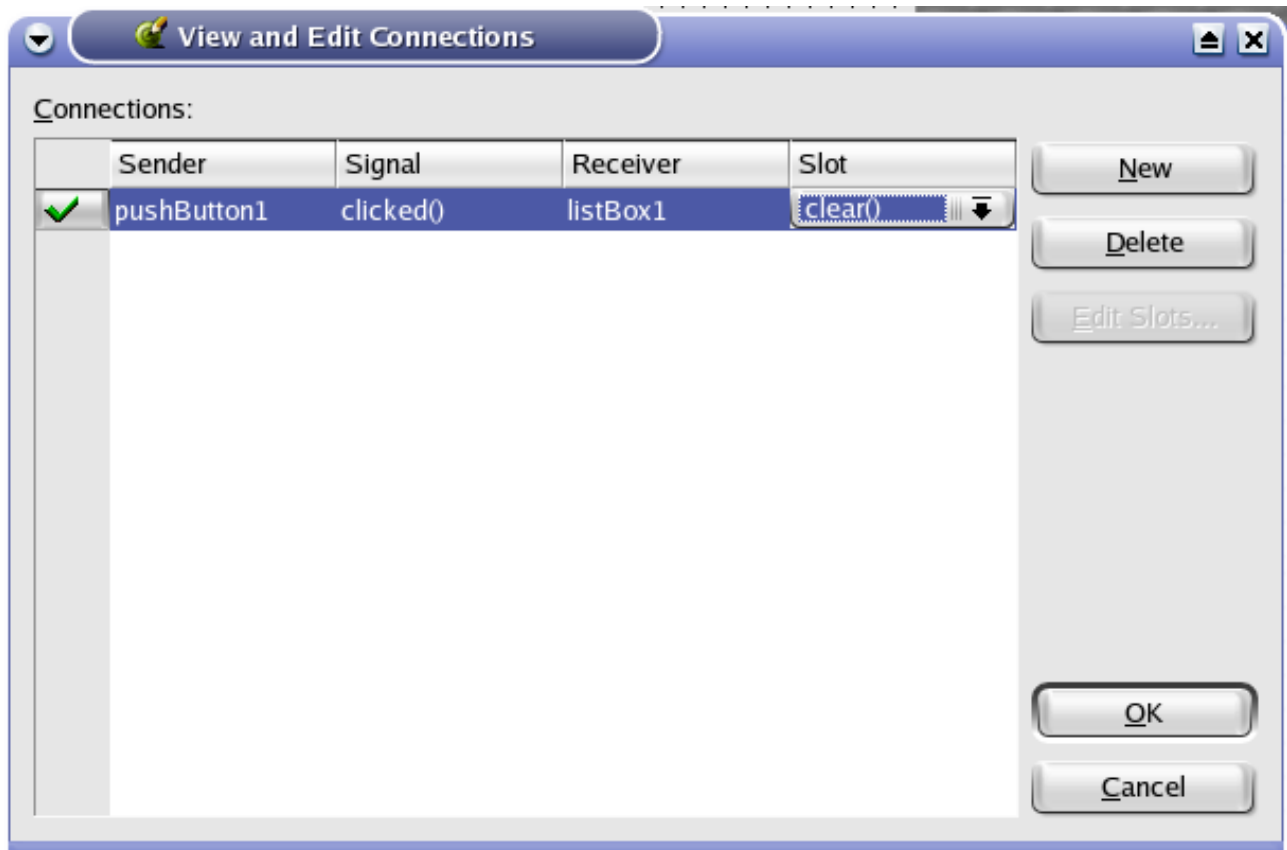 View and Edit Connections
Connections:
Sender Signal Receiver Slot
pushButton1 clicked() listBox1 clear()
New
Delete
Edit Slots...
OK
Cancel